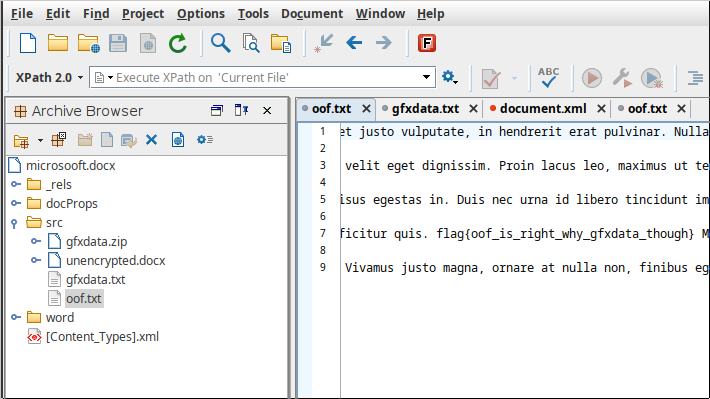 File Edit Find Project Options Tools Document Window Help
F
XPath 2.0 Execute XPath on 'Current File'
ABC
Archive Browser
microsooft.docx
_rels
docProps
src
gfxdata.zip
unencrypted.docx
gfxdata.txt
oof.txt
word
[Content_Types].xml
oof.txt gfxdata.txt document.xml oof.txt
1 et justo vulputate, in hendrerit erat pulvinar. Nulla
2
3 velit eget dignissim. Proin lacus leo, maximus ut te
4
5 isus egestas in. Duis nec urna id libero tincidunt im
6
7 ficitur quis. flag{oof_is_right_why_gfxdata_though} M
8
9 Vivamus justo magna, ornare at nulla non, finibus eg